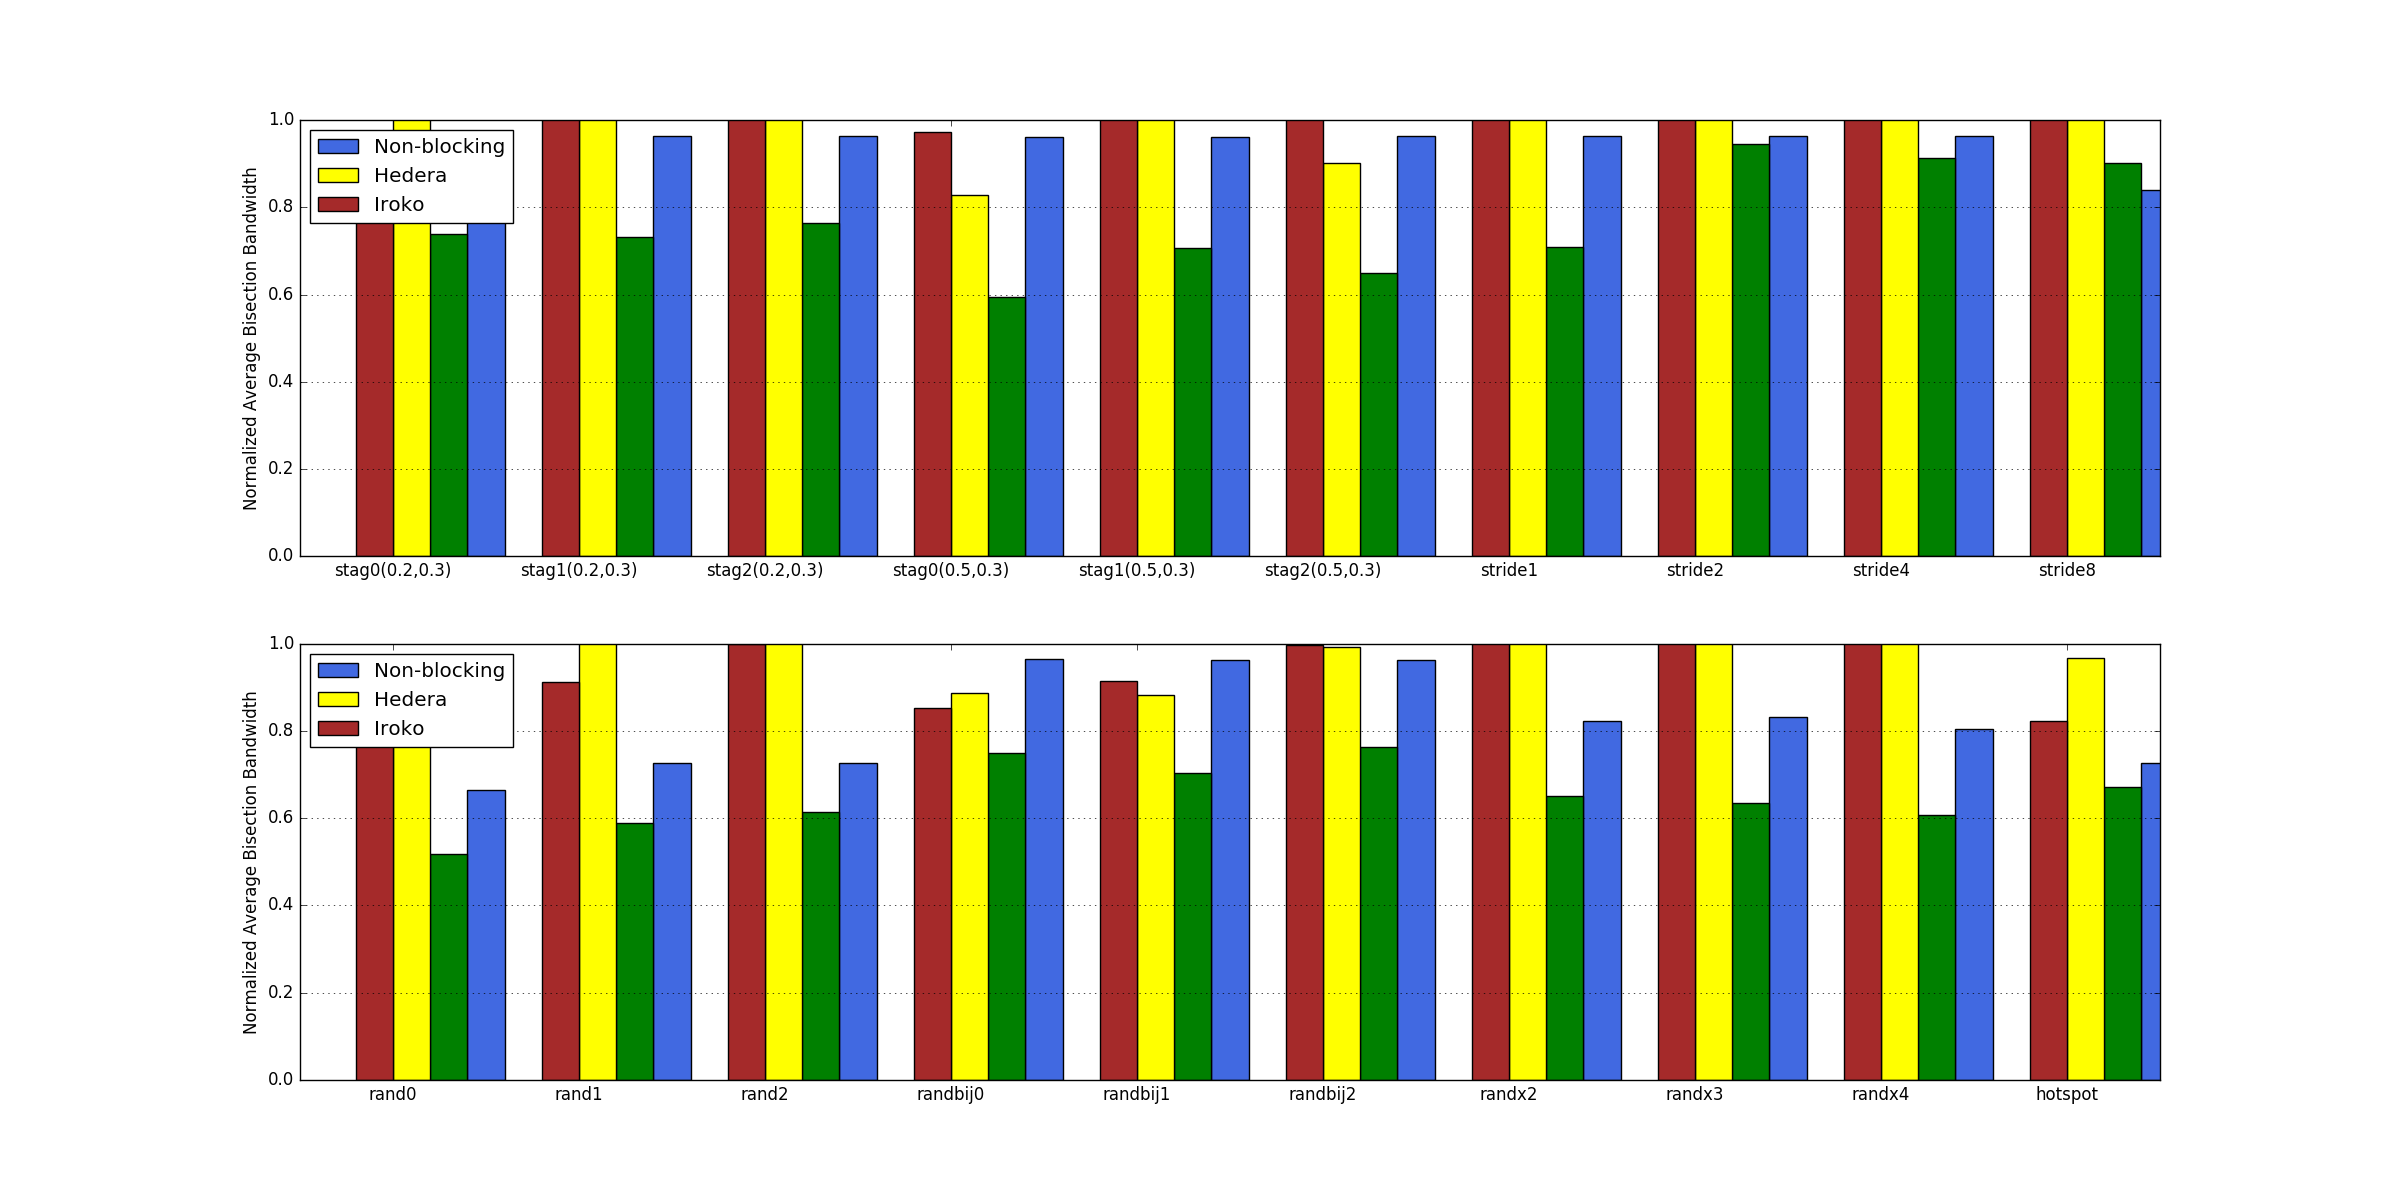 Normalized Average Bisection Bandwidth
1.0
0.8
0.6
0.4
0.2
0.0
Non-blocking
Hedera
Iroko
stag0(0.2,0.3) stag1(0.2,0.3) stag2(0.2,0.3) stag0(0.5,0.3) stag1(0.5,0.3) stag2(0.5,0.3) stride1 stride2 stride4 stride8
Normalized Average Bisection Bandwidth
1.0
0.8
0.6
0.4
0.2
0.0
Non-blocking
Hedera
Iroko
rand0 rand1 rand2 randbij0 randbij1 randbij2 randx2 randx3 randx4 hotspot